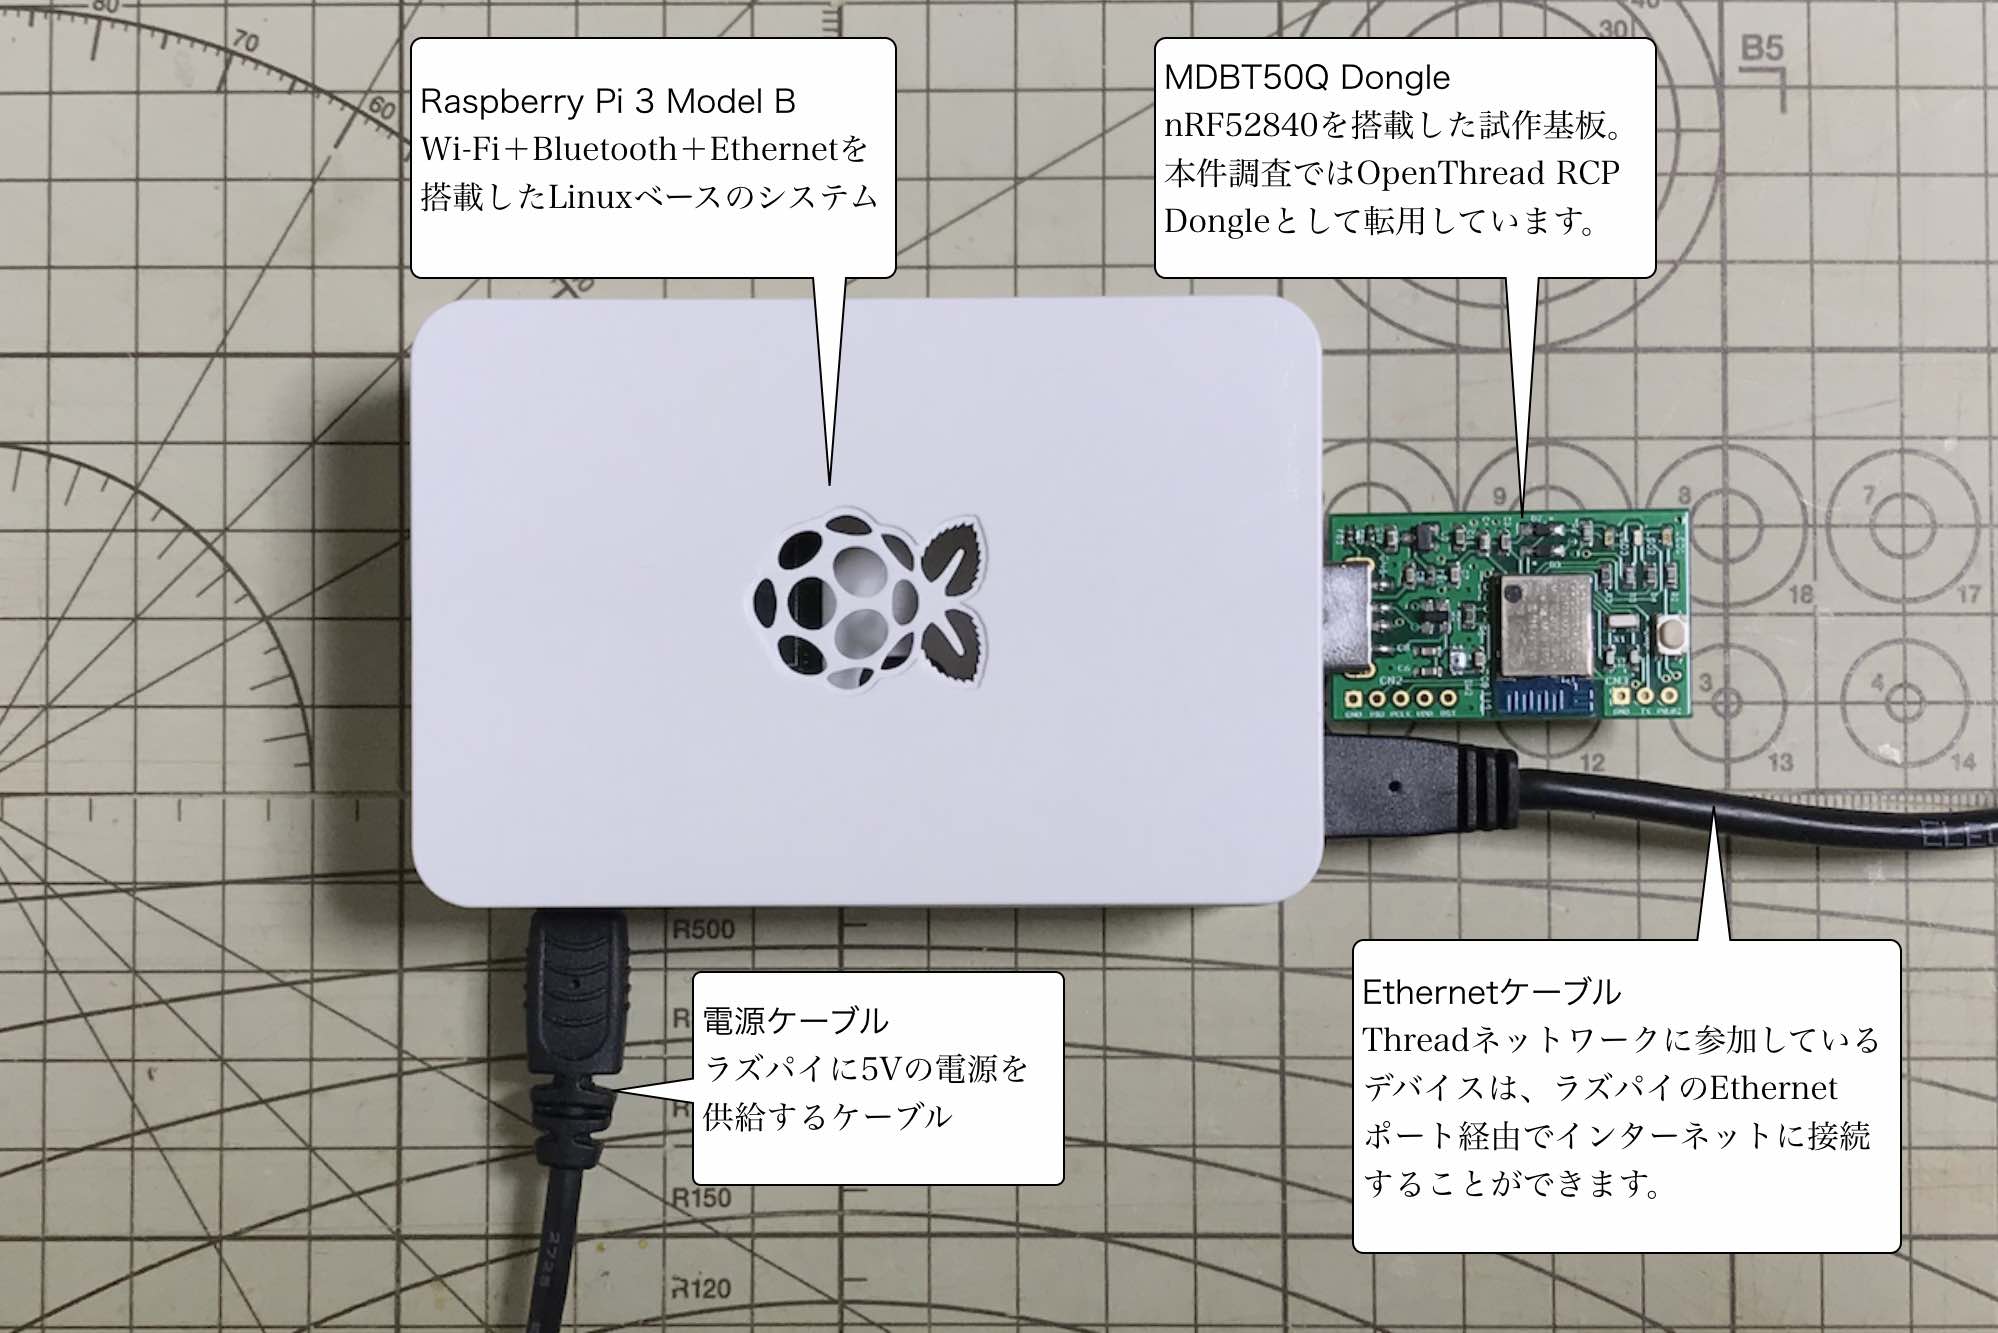 Raspberry Pi 3 Model B
Wi-Fi＋Bluetooth＋Ethernetを
搭載したLinuxベースのシステム
MDBT50Q Dongle
nRF52840を搭載した試作基板。
本件調査ではOpenThread RCP
Dongleとして転用しています。
電源ケーブル
ラズパイに5Vの電源を
供給するケーブル
Ethernetケーブル
Threadネットワークに参加している
デバイスは、ラズパイのEthernet
ポート経由でインターネットに接続
することができます。
80
70
60
30
40
B5
9
8
7
18
17
3
4
12
13
14
CN2
CN3
R500
R150
R120